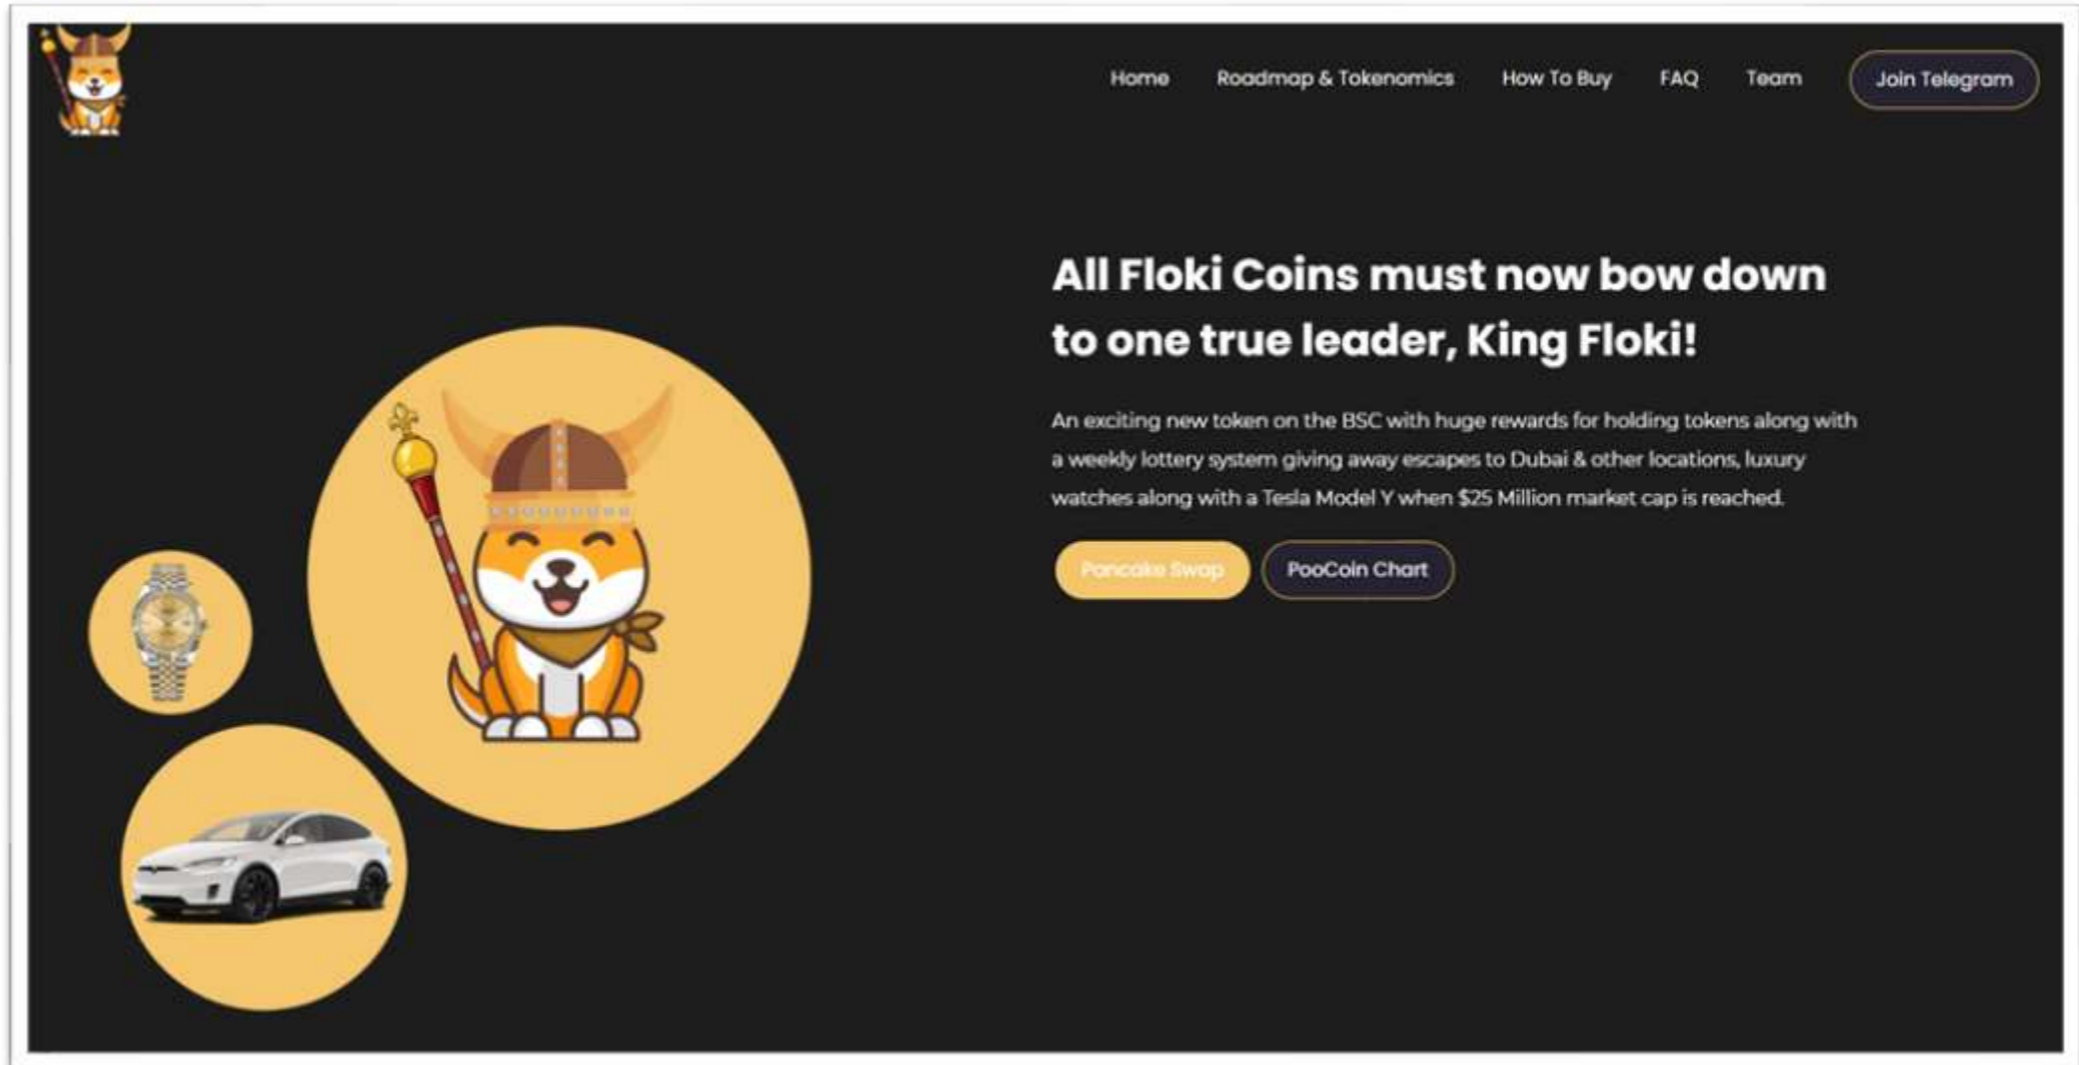 Home
Roadmap & Tokenomics
How To Buy
FAQ
Team
Join Telegram
All Floki Coins must now bow down
to one true leader, King Floki!
An exciting new token on the BSC with huge rewards for holding tokens along with
a weekly lottery system giving away escapes to Dubai & other locations, luxury
watches along with a Tesla Model Y when $25 Million market cap is reached.
Pancake Swap
PooCoin Chart